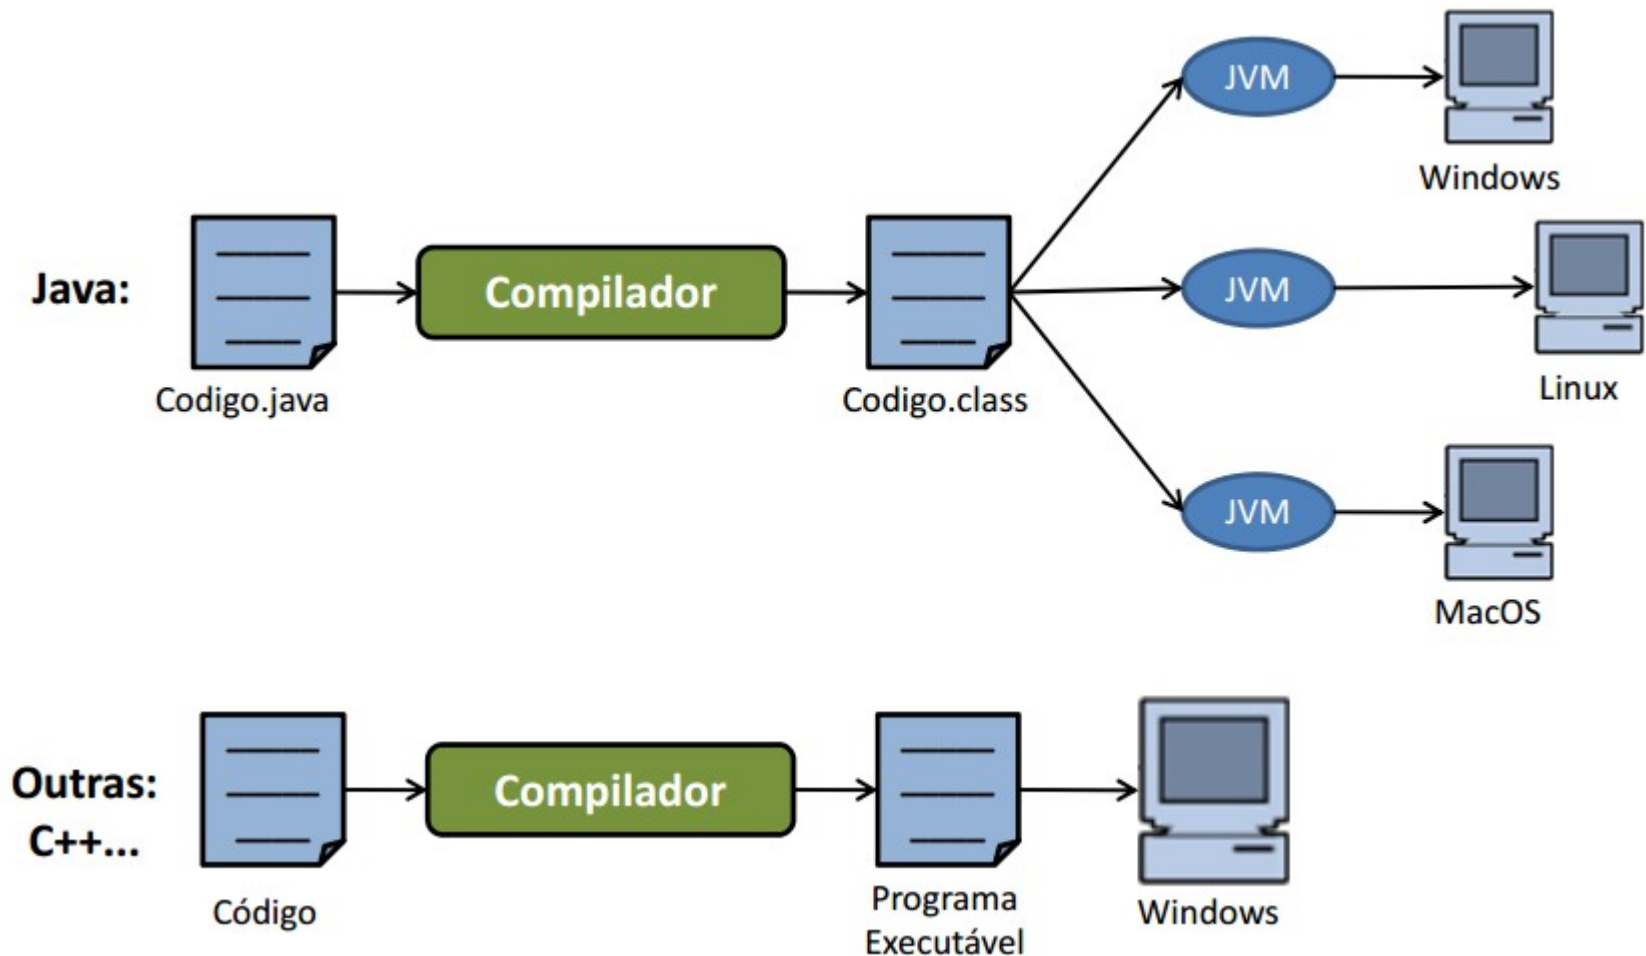 JVM
Windows
Java:
Compilador
JVM
Codigo.java
Codigo.class
Linux
JVM
MacOS
Outras:
C++...
Compilador
Código
Programa
Executável
Windows